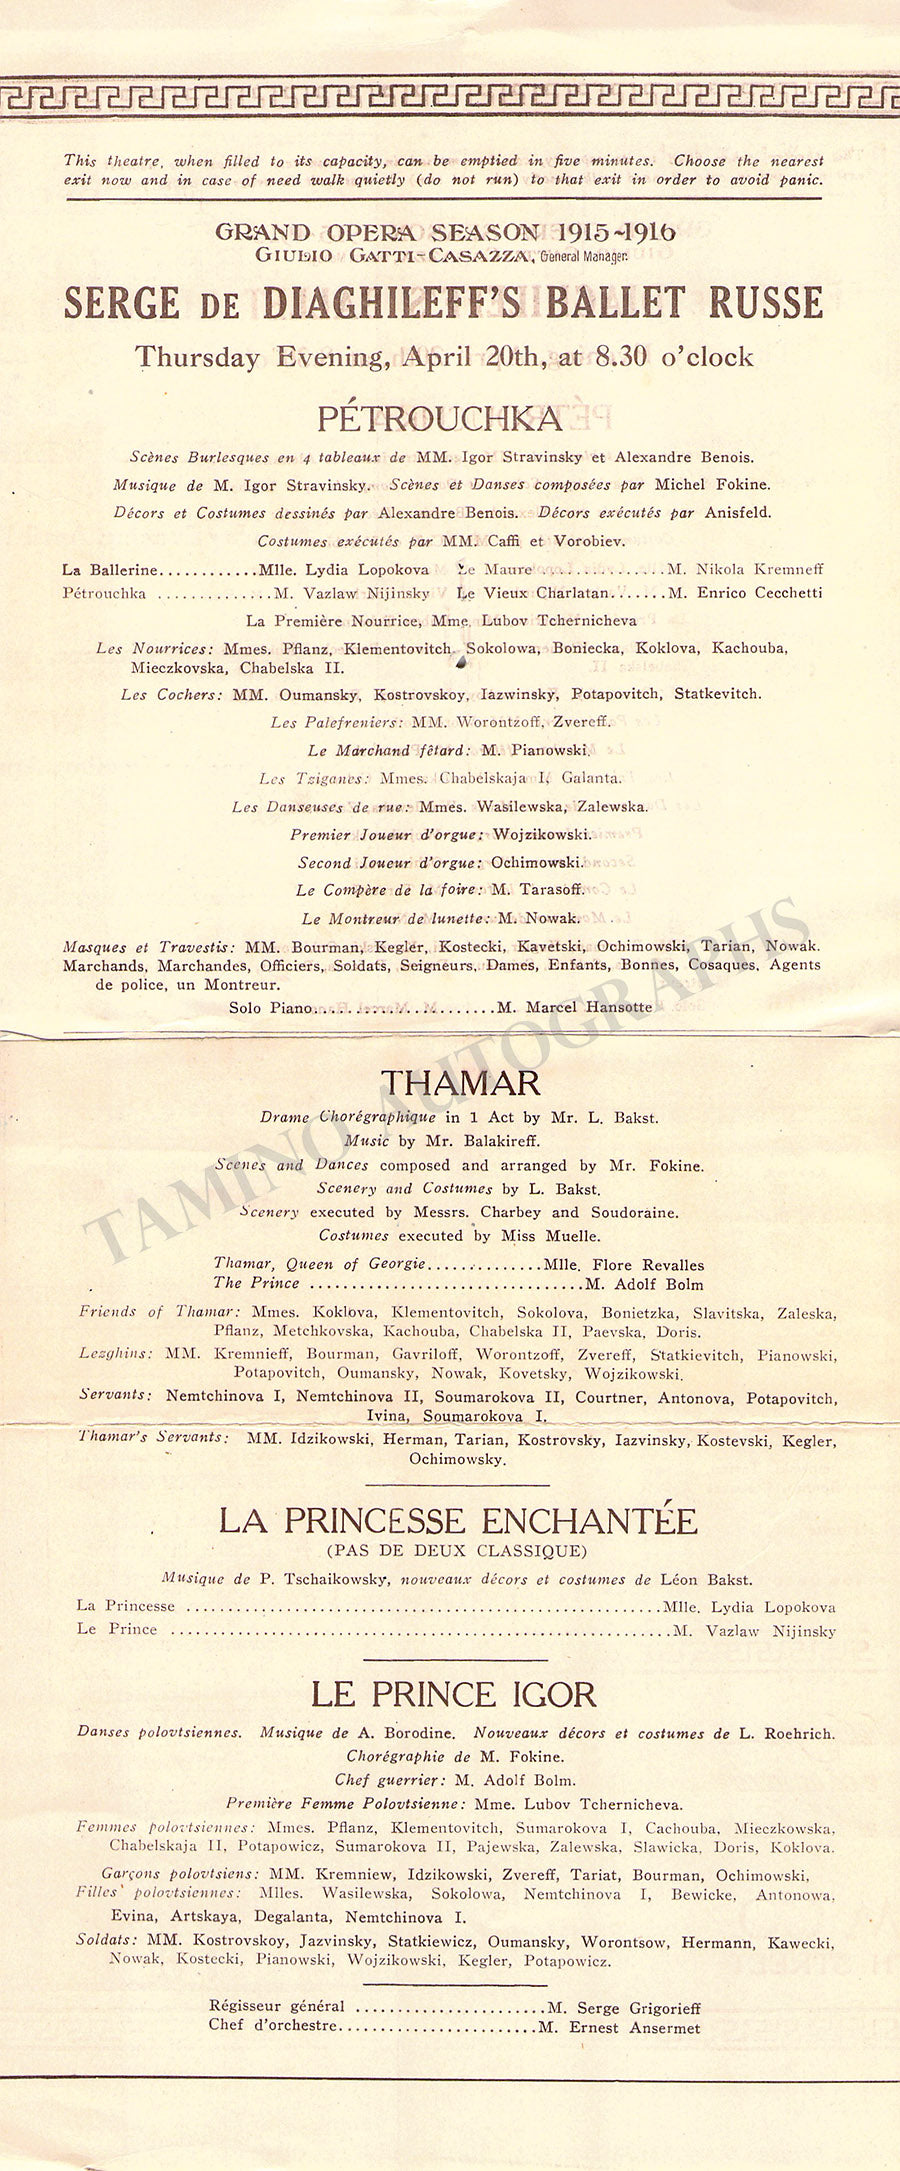 This theatre, when filled to its capacity, can be emptied in five minutes. Choose the nearest
exit now and in case of need walk quietly (do not run) to that exit in order to avoid panic.
GRAND OPERA SEASON 1915-1916
GIULIO GATTI-CASAZZA, General Manager.
SERGE DE DIAGHILEFF'S BALLET RUSSE
Thursday Evening, April 20th, at 8.30 o'clock
PÉTROUCHKA
Scènes Burlesques en 4 tableaux de MM. Igor Stravinsky et Alexandre Benois.
Musique de M. Igor Stravinsky. Scènes et Danses composées par Michel Fokine.
Décors et Costumes dessinés par Alexandre Benois. Décors exécutés par Anisfeld.
Costumes exécutés par MM. Caffi et Vorobiev.
La Ballerine............Mlle. Lydia Lopokova Le Maure ...............M. Nikola Kremneff
Pétrouchka ..............M. Vazlaw Nijinsky Le Vieux Charlatan.......M. Enrico Cecchetti
La Première Nourrice, Mme. Lubov Tchernicheva
Les Nourrices: Mmes. Pflanz, Klementovitch, Sokolowa, Boniecka, Koklova, Kachouba,
Mieczkovska, Chabelska II.
Les Cochers: MM. Oumansky, Kostrovskoy, Iazwinsky, Potapovitch, Statkevitch.
Les Palefreniers: MM. Worontzoff, Zvereff.
Le Marchand fêtard: M. Pianowski.
Les Tziganes: Mmes. Chabelskaja I, Galanta.
Les Danseuses de rue: Mmes. Wasilewska, Zalewska.
Premier Joueur d'orgue: Wojzikowski.
Second Joueur d'orgue: Ochimowski.
Le Compère de la foire: M. Tarasoff.
Le Montreur de lunette: M. Nowak.
Masques et Travestis: MM. Bourman, Kegler, Kostecki, Kavetski, Ochimowski, Tarian, Nowak.
Marchands, Marchandes, Officiers, Soldats, Seigneurs, Dames, Enfants, Bonnes, Cosaques, Agents
de police, un Montreur.
Solo Piano......................M. Marcel Hansotte
TAMINO AUTOGRAPHS
THAMAR
Drame Chorégraphique in 1 Act by Mr. L. Bakst.
Music by Mr. Balakireff.
Scenes and Dances composed and arranged by Mr. Fokine.
Scenery and Costumes by L. Bakst.
Scenery executed by Messrs. Charbey and Soudoraine.
Costumes executed by Miss Muelle.
Thamar, Queen of Georgie..............Mlle. Flore Revalles
The Prince .................................M. Adolf Bolm
Friends of Thamar: Mmes. Koklova, Klementovitch, Sokolova, Bonietzka, Slavitska, Zaleska,
Pflanz, Metchkovska, Kachouba, Chabelska II, Paevska, Doris.
Lezghins: MM. Kremnieff, Bourman, Gavriloff, Worontzoff, Zvereff, Statkievitch, Pianowski,
Potapovitch, Oumansky, Nowak, Kovetsky, Wojzikowski.
Servants: Nemtchinova I, Nemtchinova II, Soumarokova II, Courtner, Antonova, Potapovitch,
Ivina, Soumarokova I.
Thamar's Servants: MM. Idzikowski, Herman, Tarian, Kostrovsky, Iazvinsky, Kostevski, Kegler,
Ochimowsky.
LA PRINCESSE ENCHANTÉE
(PAS DE DEUX CLASSIQUE)
Musique de P. Tschaikowsky, nouveaux décors et costumes de Léon Bakst.
La Princesse .........................................................Mlle. Lydia Lopokova
Le Prince ............................................................M. Vazlaw Nijinsky
LE PRINCE IGOR
Danses polovtsiennes. Musique de A. Borodine. Nouveaux décors et costumes de L. Roehrich.
Chorégraphie de M. Fokine.
Chef guerrier: M. Adolf Bolm.
Première Femme Polovtsienne: Mme. Lubov Tchernicheva.
Femmes polovtsiennes: Mmes. Pflanz, Klementovitch, Sumarokova I, Cachouba, Mieczkowska,
Chabelskaja II, Potapowicz, Sumarokova II, Pajewska, Zalewska, Slawicka, Doris, Koklova.
Garçons polovtsiens: MM. Kremniew, Idzikowski, Zvereff, Tariat, Bourman, Ochimowski,
Filles polovtsiennes: Mlles. Wasilewska, Sokolowa, Nemtchinova I, Bewicke, Antonowa,
Evina, Artskaya, Degalanta, Nemtchinova I.
Soldats: MM. Kostrovskoy, Jazvinsky, Statkiewicz, Oumansky, Worontsow, Hermann, Kawecki,
Nowak, Kostecki, Pianowski, Wojzikowski, Kegler, Potapowicz.
Régisseur général .......................M. Serge Grigorieff
Chef d'orchestre........................M. Ernest Ansermet